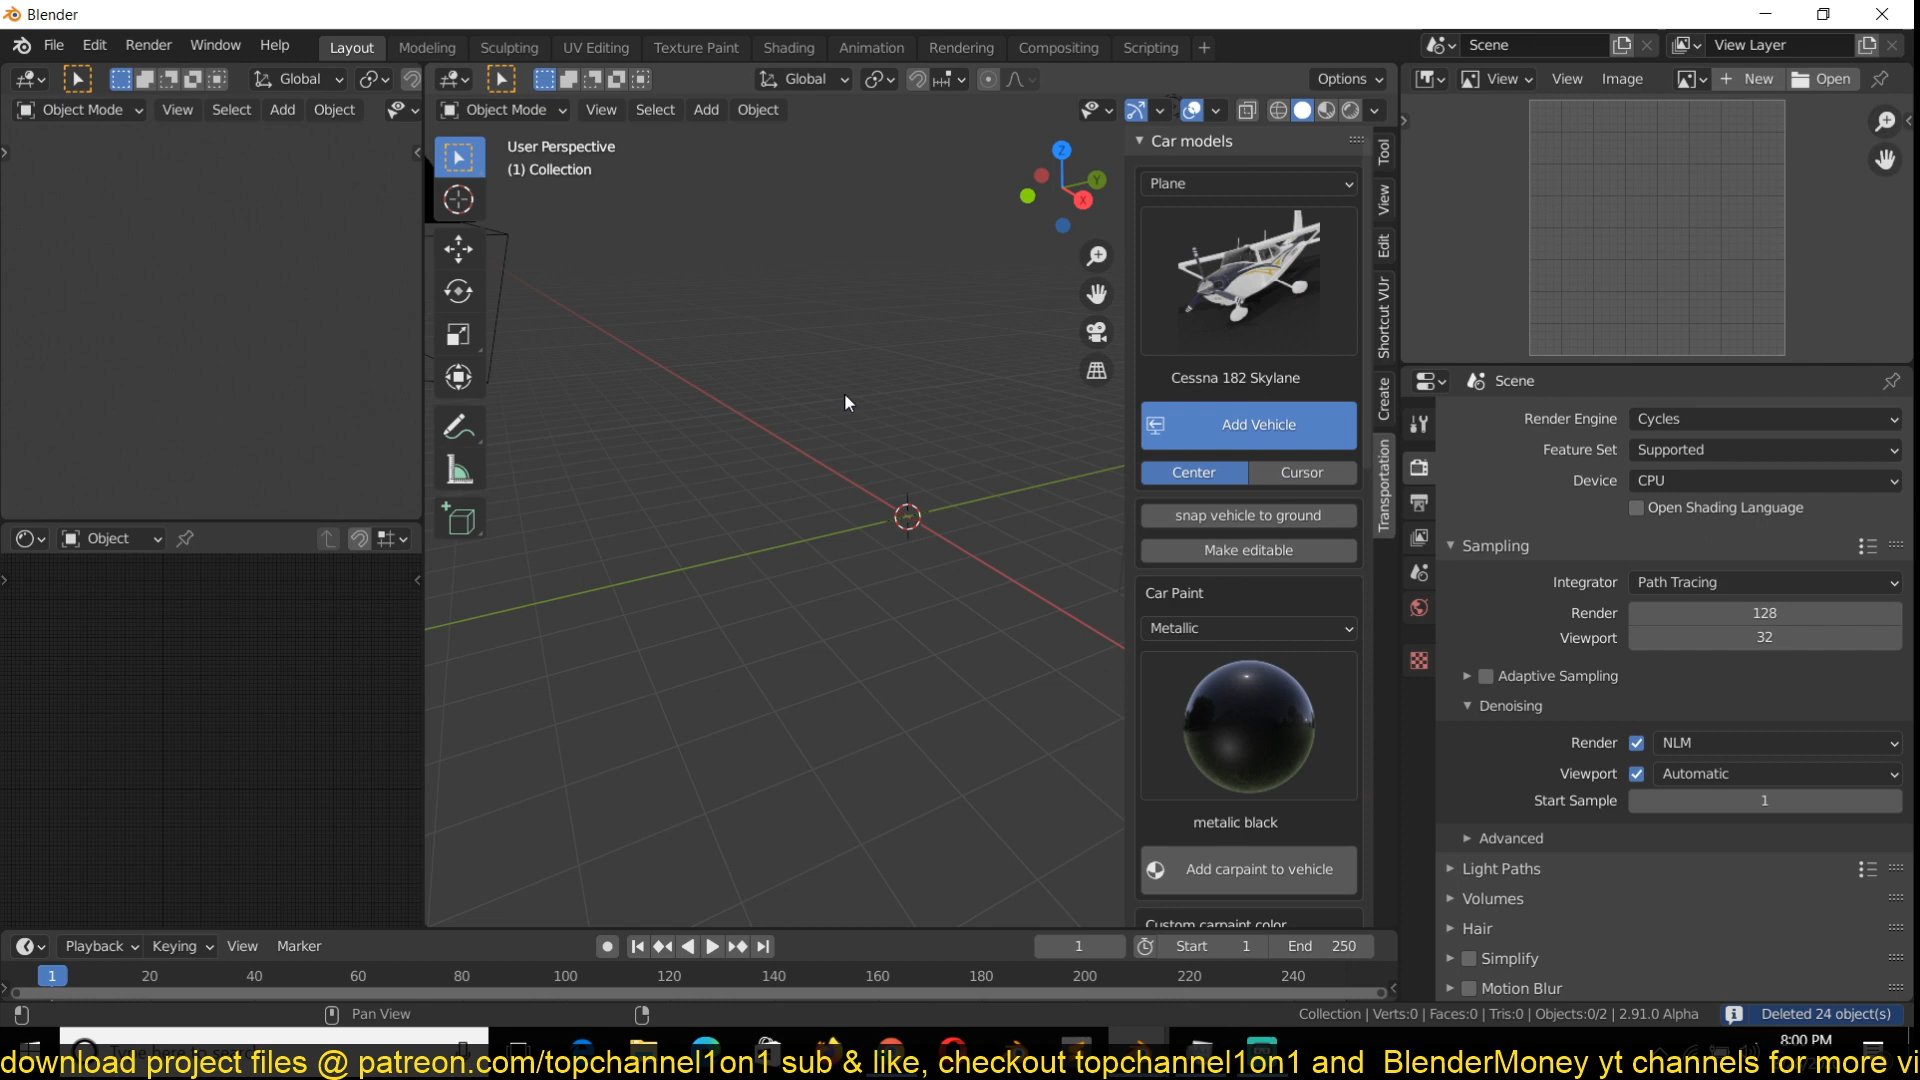 Blender
File Edit Render Window Help Layout Modeling Sculpting UV Editing Texture Paint Shading Animation Rendering Compositing Scripting Scene View Layer
Global Global Options View View Image New Open
Object Mode View Select Add Object Object Mode View Select Add Object
User Perspective
(1) Collection
Z
Y
X
Car models
Plane
Cessna 182 Skylane
Add Vehicle
Center Cursor
snap vehicle to ground
Make editable
Car Paint
Metallic
metalic black
Add carpaint to vehicle
Custom carpaint color
Tool
View
Edit
Shortcut VUr
Create
Transportation
Scene
Render Engine Cycles
Feature Set Supported
Device CPU
Open Shading Language
Sampling
Integrator Path Tracing
Render 128
Viewport 32
Adaptive Sampling
Denoising
Render NLM
Viewport Automatic
Start Sample 1
Advanced
Light Paths
Volumes
Hair
Simplify
Motion Blur
Object
Playback Keying View Marker 1 Start 1 End 250
1 20 40 60 80 100 120 140 160 180 200 220 240
Pan View Collection | Verts:0 | Faces:0 | Tris:0 | Objects:0/2 | 2.91.0 Alpha Deleted 24 object(s)
8:00 PM
download project files @ patreon.com/topchannel1on1 sub & like, checkout topchannel1on1 and BlenderMoney yt channels for more vi